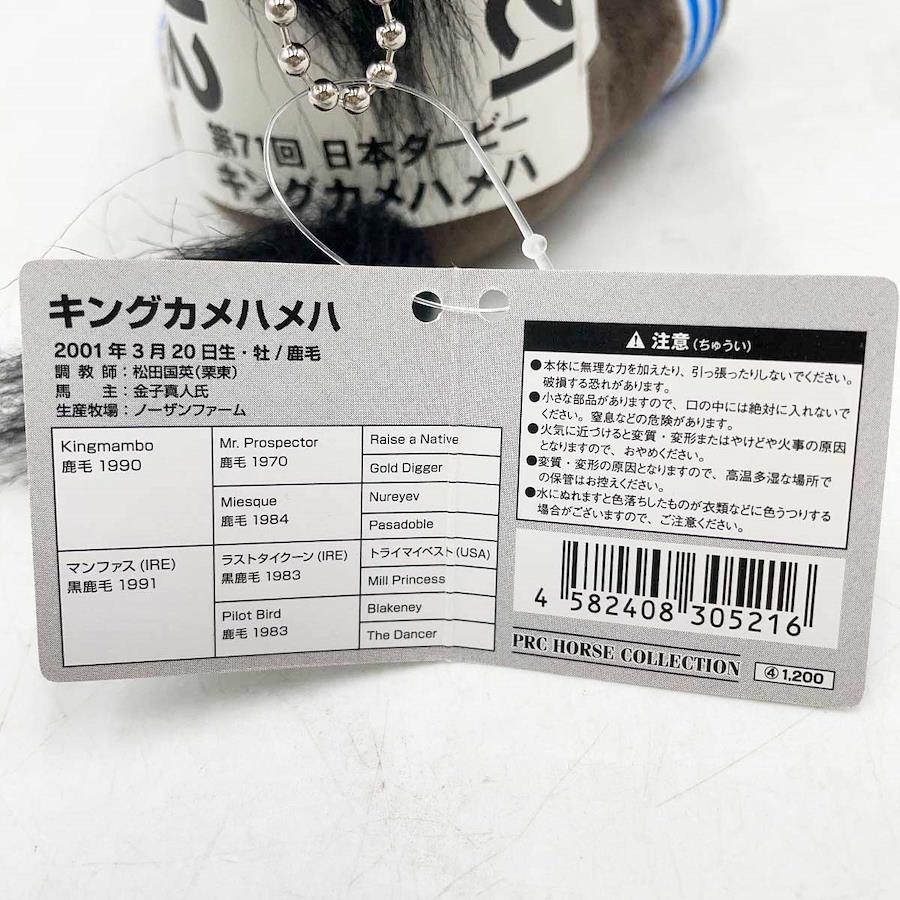 12
12
第71回 日本ダービー
キングカメハメハ
キングカメハメハ
2001年3月20日生・牡/鹿毛
調教師:松田国英(栗東)
馬主:金子真人氏
生産牧場:ノーザンファーム
Kingmambo
鹿毛 1990
Mr. Prospector
鹿毛 1970
Raise a Native
Gold Digger
Miesque
鹿毛 1984
Nureyev
Pasadoble
マンファス(IRE)
黒鹿毛 1991
ラストタイクーン(IRE)
黒鹿毛 1983
トライマイベスト(USA)
Mill Princess
Pilot Bird
鹿毛 1983
Blakeney
The Dancer
⚠ 注意(ちゅうい)
●本体に無理な力を加えたり、引っ張ったりしないでください。
破損する恐れがあります。
●小さな部品がありますので、口の中には絶対に入れないで
ください。窒息などの危険があります。
●火気に近づけると変質・変形またはやけどや火事の原因
となりますので、おやめください。
●変質・変形の原因となりますので、高温多湿な場所で
の保管はお控えください。
●水にぬれますと色落ちしたものが衣類などに色うつりする
場合がございますので、ご注意ください。
4 582408 305216
PRC HORSE COLLECTION
④1,200